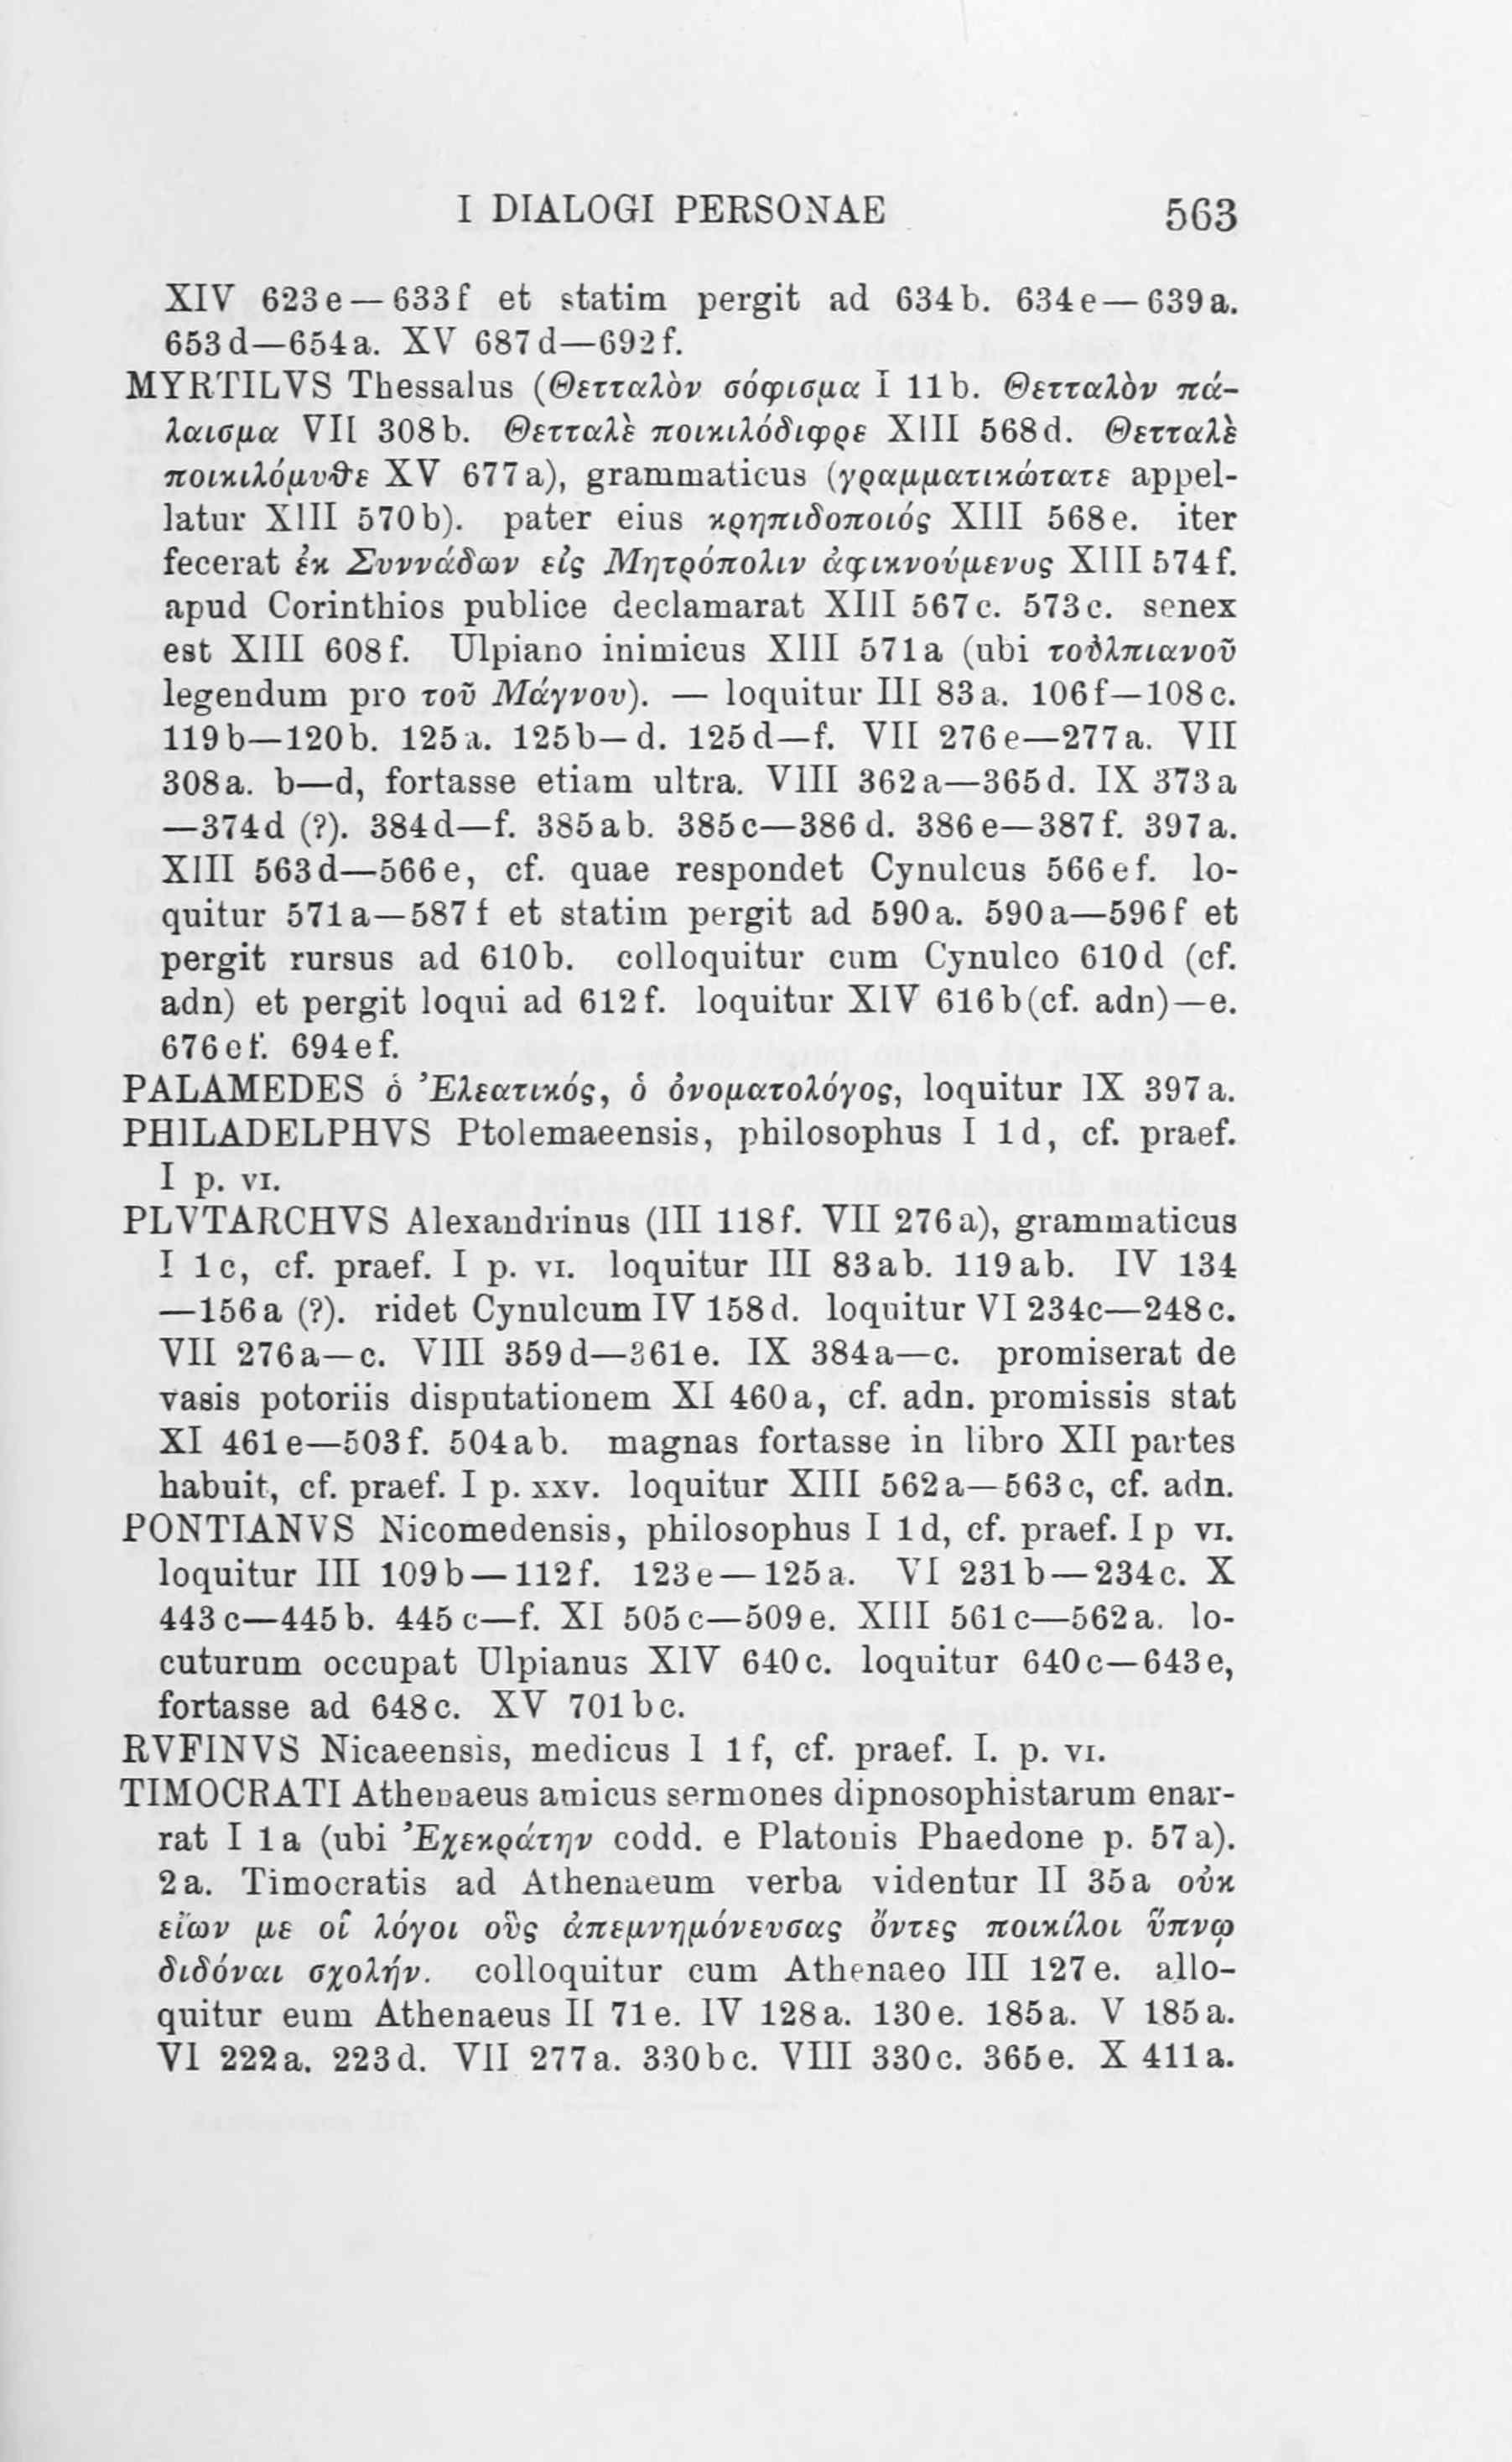 I DIALOGI PERSONAE 563
XIV 623e—633f et statim pergit ad 634b. 634e—639a.
653d—654a. XV 687d—692f.
MYRTILVS Thessalus (Θετταλὸν σόφισμα I 11b. Θετταλὸν πά-
λαισμα VII 308b. Θετταλὲ ποικιλόδιφρε XIII 568d. Θετταλὲ
ποικιλόμυθε XV 677a), grammaticus (γραμματικώτατε appel-
latur XIII 570b). pater eius κρηπιδοποιός XIII 568e. iter
fecerat ἐκ Συννάδων εἰς Μητρόπολιν ἀφικνούμενος XIII 574f.
apud Corinthios publice declamarat XIII 567c. 573c. senex
est XIII 608f. Ulpiano inimicus XIII 571a (ubi τοὐλπιανοῦ
legendum pro τοῦ Μάγνου). — loquitur III 83a. 106f—108c.
119b—120b. 125a. 125b—d. 125d—f. VII 276e—277a. VII
308a. b—d, fortasse etiam ultra. VIII 362a—365d. IX 373a
—374d (?). 384d—f. 385ab. 385c—386d. 386e—387f. 397a.
XIII 563d—566e, cf. quae respondet Cynulcus 566ef. lo-
quitur 571a—587f et statim pergit ad 590a. 590a—596f et
pergit rursus ad 610b. colloquitur cum Cynulco 610d (cf.
adn) et pergit loqui ad 612f. loquitur XIV 616b(cf. adn)—e.
676ef. 694ef.
PALAMEDES ὁ Ἐλεατικός, ὁ ὀνοματολόγος, loquitur IX 397a.
PHILADELPHVS Ptolemaeensis, philosophus I 1d, cf. praef.
I p. VI.
PLVTARCHVS Alexandrinus (III 118f. VII 276a), grammaticus
I 1c, cf. praef. I p. VI. loquitur III 83ab. 119ab. IV 134
—156a (?). ridet Cynulcum IV 158d. loquitur VI 234c—248c.
VII 276a—c. VIII 359d—361e. IX 384a—c. promiserat de
vasis potoriis disputationem XI 460a, cf. adn. promissis stat
XI 461e—503f. 504ab. magnas fortasse in libro XII partes
habuit, cf. praef. I p. XXV. loquitur XIII 562a—563c, cf. adn.
PONTIANVS Nicomedensis, philosophus I 1d, cf. praef. I p VI.
loquitur III 109b—112f. 123e—125a. VI 231b—234c. X
443c—445b. 445c—f. XI 505c—509e. XIII 561c—562a. lo-
cuturum occupat Ulpianus XIV 640c. loquitur 640c—643e,
fortasse ad 648c. XV 701bc.
RVFINVS Nicaeensis, medicus I 1f, cf. praef. I. p. VI.
TIMOCRATI Athenaeus amicus sermones dipnosophistarum enar-
rat I 1a (ubi Ἐχεκράτην codd. e Platonis Phaedone p. 57a).
2a. Timocratis ad Athenaeum verba videntur II 35a οὐκ
εἴων με οἱ λόγοι οὓς ἀπεμνημόνευσας ὄντες ποικίλοι ὕπνῳ
διδόναι σχολήν. colloquitur cum Athenaeo III 127e. allo-
quitur eum Athenaeus II 71e. IV 128a. 130e. 185a. V 185a.
VI 222a. 223d. VII 277a. 330bc. VIII 330c. 365e. X 411a.